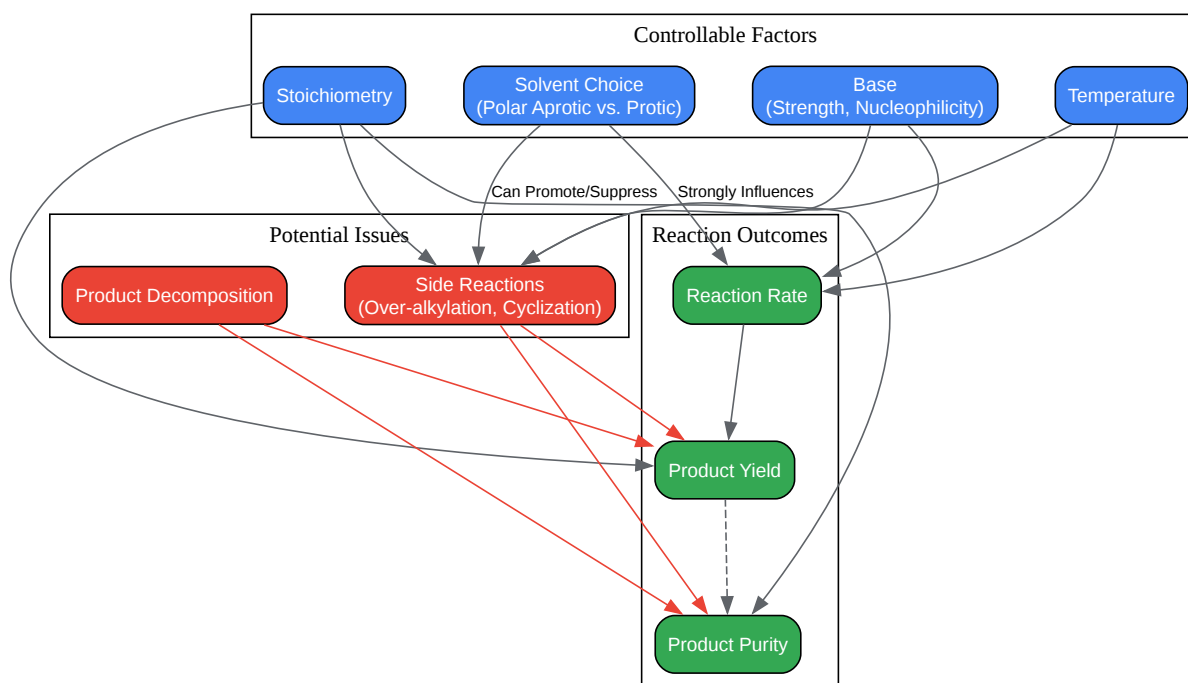 Controllable Factors
Stoichiometry
Solvent Choice
(Polar Aprotic vs. Protic)
Base
(Strength, Nucleophilicity)
Temperature
Can Promote/Suppress
Strongly Influences
Potential Issues
Reaction Outcomes
Product Decomposition
Side Reactions
(Over-alkylation, Cyclization)
Reaction Rate
Product Yield
Product Purity